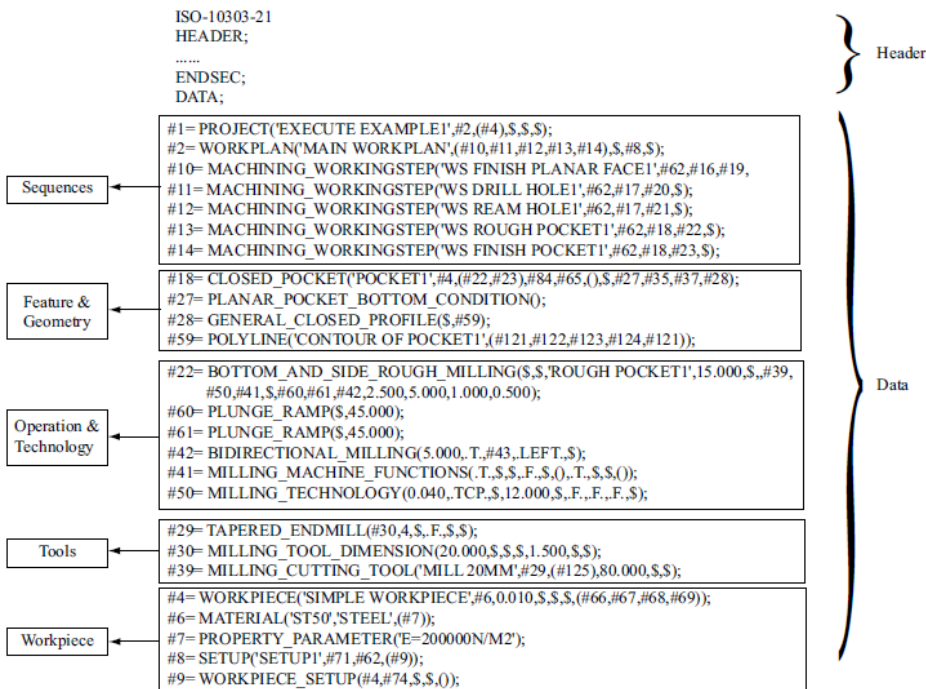 ISO-10303-21
HEADER;
......
ENDSEC;
DATA;
Header
#1= PROJECT('EXECUTE EXAMPLE1',#2,(#4),$,$,$);
#2= WORKPLAN('MAIN WORKPLAN',(#10,#11,#12,#13,#14),$,#8,$);
#10= MACHINING_WORKINGSTEP('WS FINISH PLANAR FACE1',#62,#16,#19,
#11= MACHINING_WORKINGSTEP('WS DRILL HOLE1',#62,#17,#20,$);
#12= MACHINING_WORKINGSTEP('WS REAM HOLE1',#62,#17,#21,$);
#13= MACHINING_WORKINGSTEP('WS ROUGH POCKET1',#62,#18,#22,$);
#14= MACHINING_WORKINGSTEP('WS FINISH POCKET1',#62,#18,#23,$);
Sequences
#18= CLOSED_POCKET('POCKET1',#4,(#22,#23),#84,#65,(),$,#27,#35,#37,#28);
#27= PLANAR_POCKET_BOTTOM_CONDITION();
#28= GENERAL_CLOSED_PROFILE($,#59);
#59= POLYLINE('CONTOUR OF POCKET1',(#121,#122,#123,#124,#121));
Feature &
Geometry
#22= BOTTOM_AND_SIDE_ROUGH_MILLING($,$,'ROUGH POCKET1',15.000,$,,#39,
#50,#41,$,#60,#61,#42,2.500,5.000,1.000,0.500);
#60= PLUNGE_RAMP($,45.000);
#61= PLUNGE_RAMP($,45.000);
#42= BIDIRECTIONAL_MILLING(5.000,.T.,#43,.LEFT.,$);
#41= MILLING_MACHINE_FUNCTIONS(.T.,$,$,.F.,$,(),.T.,$,$,());
#50= MILLING_TECHNOLOGY(0.040,.TCP.,$,12.000,$,.F.,.F.,.F.,$);
Operation &
Technology
Data
#29= TAPERED_ENDMILL(#30,4,$,.F.,$,$);
#30= MILLING_TOOL_DIMENSION(20.000,$,$,$,1.500,$,$);
#39= MILLING_CUTTING_TOOL('MILL 20MM',#29,(#125),80.000,$,$);
Tools
#4= WORKPIECE('SIMPLE WORKPIECE',#6,0.010,$,$,$,(#66,#67,#68,#69));
#6= MATERIAL('ST50','STEEL',(#7));
#7= PROPERTY_PARAMETER('E=200000N/M2');
#8= SETUP('SETUP1',#71,#62,(#9));
#9= WORKPIECE_SETUP(#4,#74,$,$,());
Workpiece